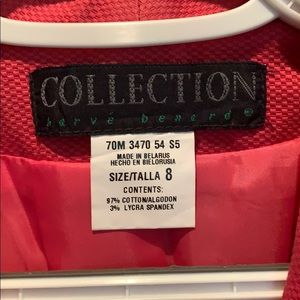 COLLECTION
harve benard®
70M 3470 54 S5
MADE IN BELARUS
HECHO EN BIELORUSIA
SIZE/TALLA 8
CONTENTS:
97% COTTON/ALGODON
3% LYCRA SPANDEX